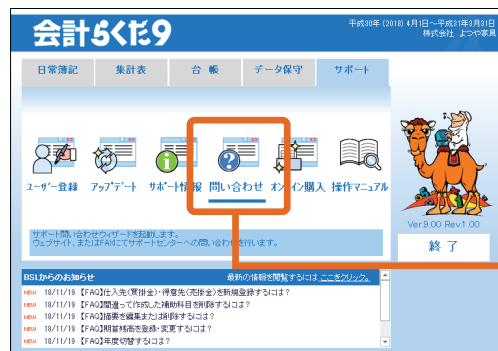 会計らくだ9
平成30年 (2018) 4月1日～平成31年3月31日
株式会社 よつや家具
日常簿記 集計表 台 帳 データ保守 サポート
ユーザー登録 アップデート サポート情報 問い合わせ オンライン購入 操作マニュアル
Ver.9.00 Rev.1.00
終 了
サポート問い合わせウィザードを起動します。
ウェブサイト、またはFAXにてサポートセンターへの問い合わせを行います。
BSLからのお知らせ 最新の情報を閲覧するには ここをクリック。
NEW 18/11/19 【FAQ】仕入先(買掛金)・得意先(売掛金)を新規登録するには？
NEW 18/11/19 【FAQ】間違って作成した補助科目を削除するには？
NEW 18/11/19 【FAQ】摘要を編集または削除するには？
NEW 18/11/19 【FAQ】期首残高を登録・変更するには？
NEW 18/11/19 【FAQ】年度切替するには？